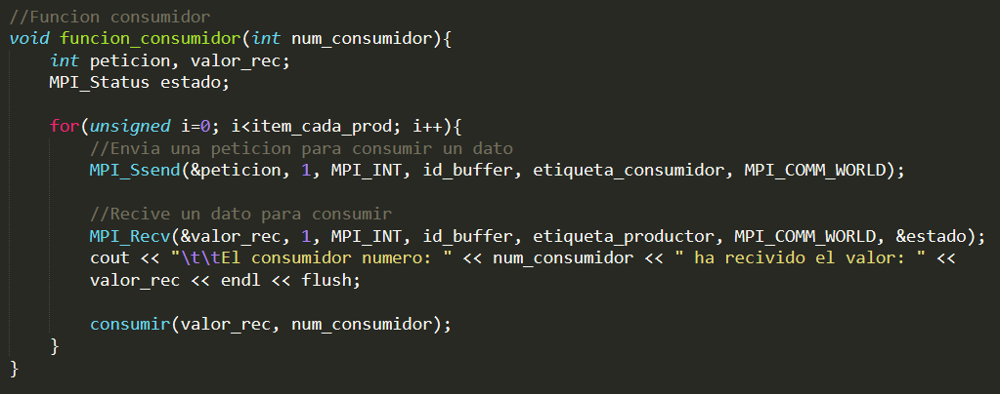 //Funcion consumidor
void funcion_consumidor(int num_consumidor){
    int peticion, valor_rec;
    MPI_Status estado;

    for(unsigned i=0; i<item_cada_prod; i++){
        //Envia una peticion para consumir un dato
        MPI_Ssend(&peticion, 1, MPI_INT, id_buffer, etiqueta_consumidor, MPI_COMM_WORLD);

        //Recive un dato para consumir
        MPI_Recv(&valor_rec, 1, MPI_INT, id_buffer, etiqueta_productor, MPI_COMM_WORLD, &estado);
        cout << "\t\tEl consumidor numero: " << num_consumidor << " ha recivido el valor: " <<
        valor_rec << endl << flush;

        consumir(valor_rec, num_consumidor);
    }
}